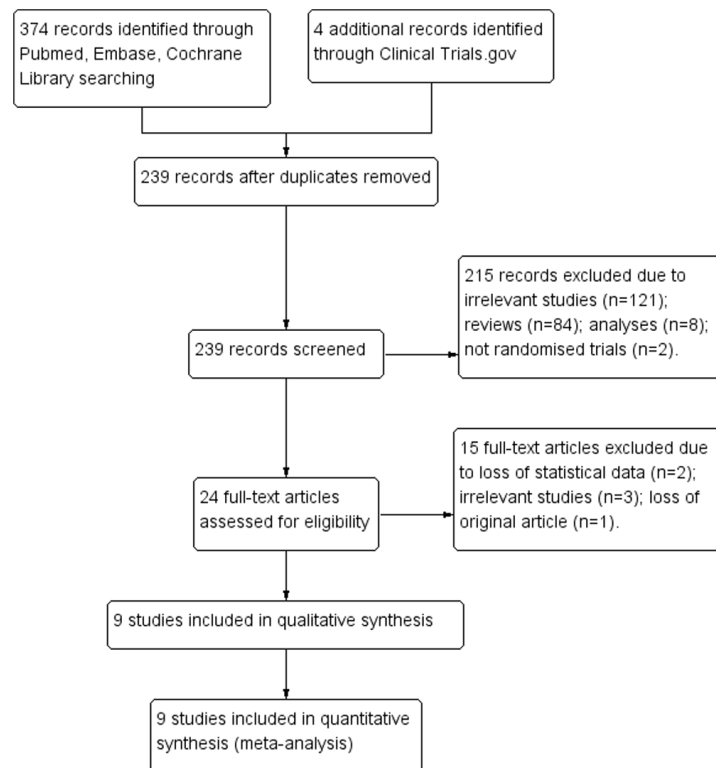 374 records identified through
Pubmed, Embase, Cochrane
Library searching
4 additional records identified
through Clinical Trials.gov
239 records after duplicates removed
215 records excluded due to
irrelevant studies (n=121);
reviews (n=84); analyses (n=8);
not randomised trials (n=2).
239 records screened
15 full-text articles excluded due
to loss of statistical data (n=2);
irrelevant studies (n=3); loss of
original article (n=1).
24 full-text articles
assessed for eligibility
9 studies included in qualitative synthesis
9 studies included in quantitative
synthesis (meta-analysis)